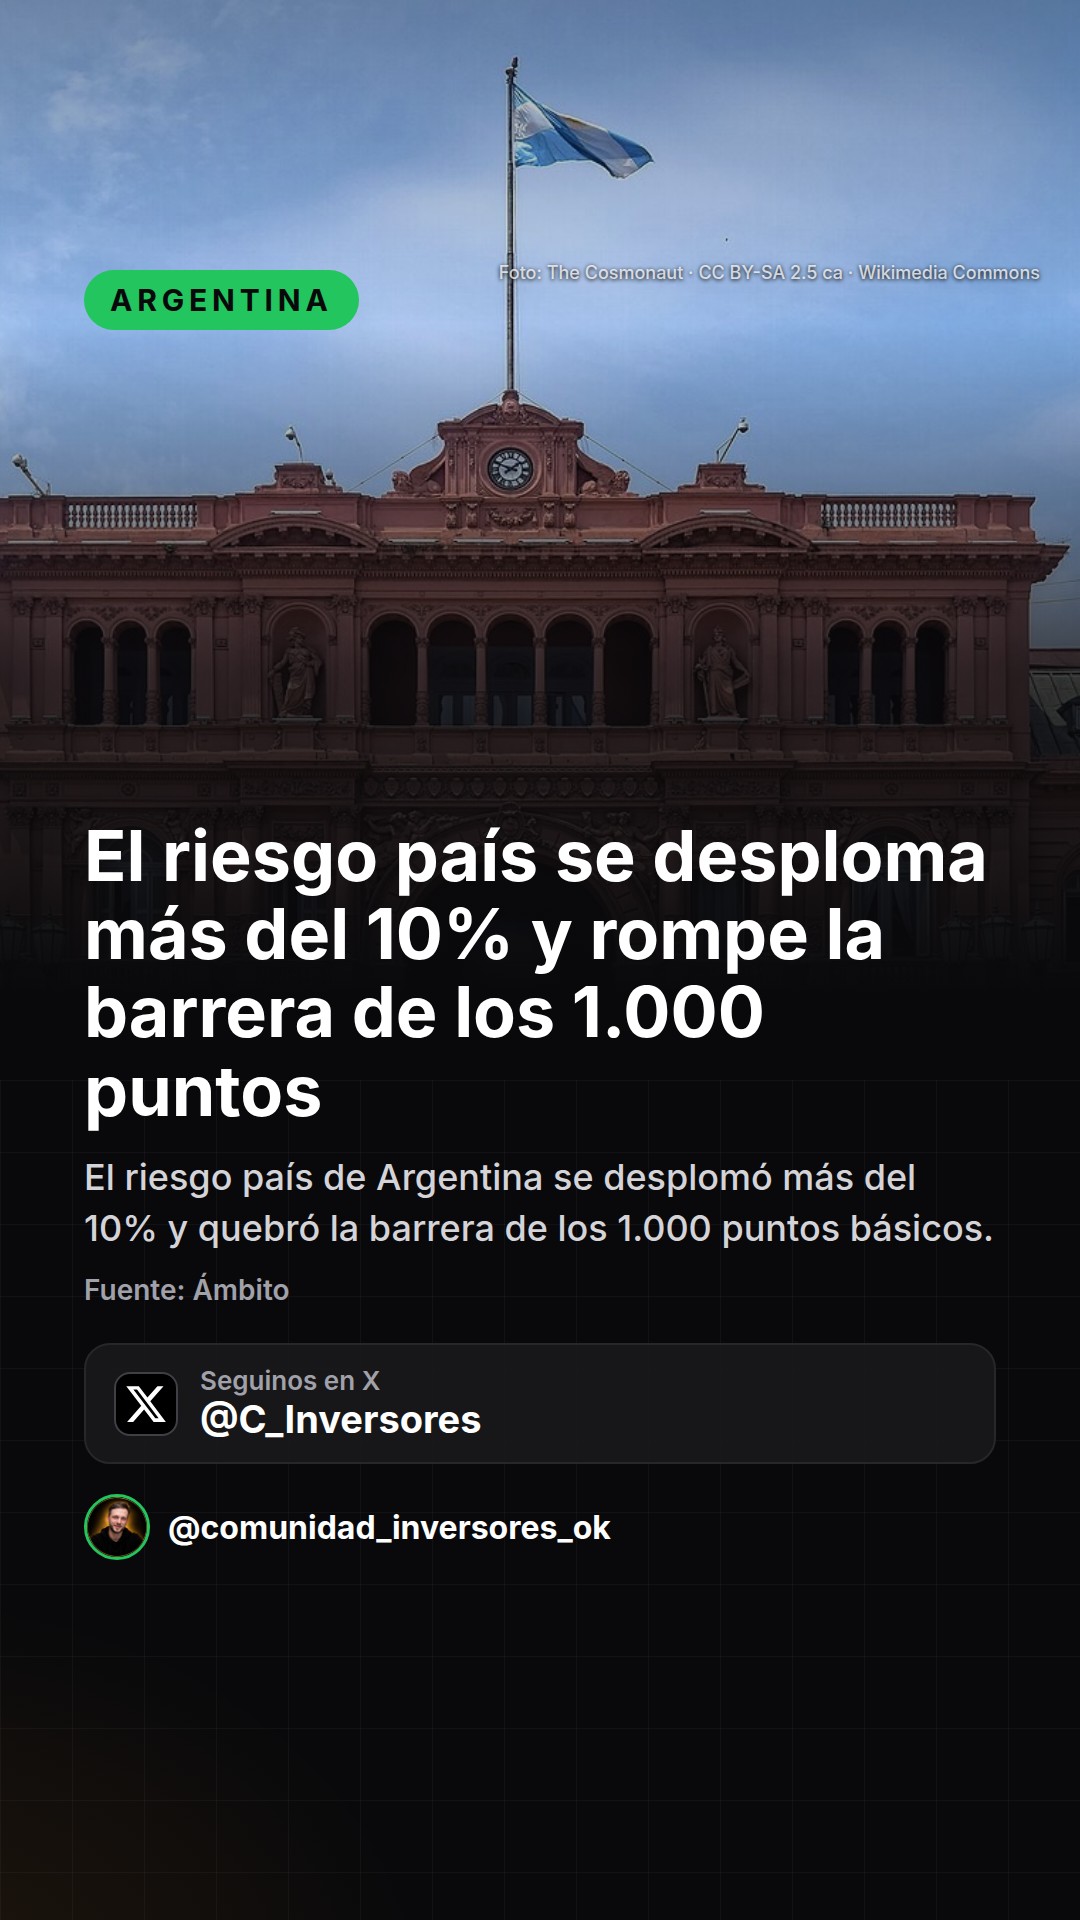 Foto: The Cosmonaut · CC BY-SA 2.5 ca · Wikimedia Commons
ARGENTINA
El riesgo país se desploma
más del 10% y rompe la
barrera de los 1.000
puntos
El riesgo país de Argentina se desplomó más del
10% y quebró la barrera de los 1.000 puntos básicos.
Fuente: Ámbito
Seguinos en X
@C_Inversores
@comunidad_inversores_ok